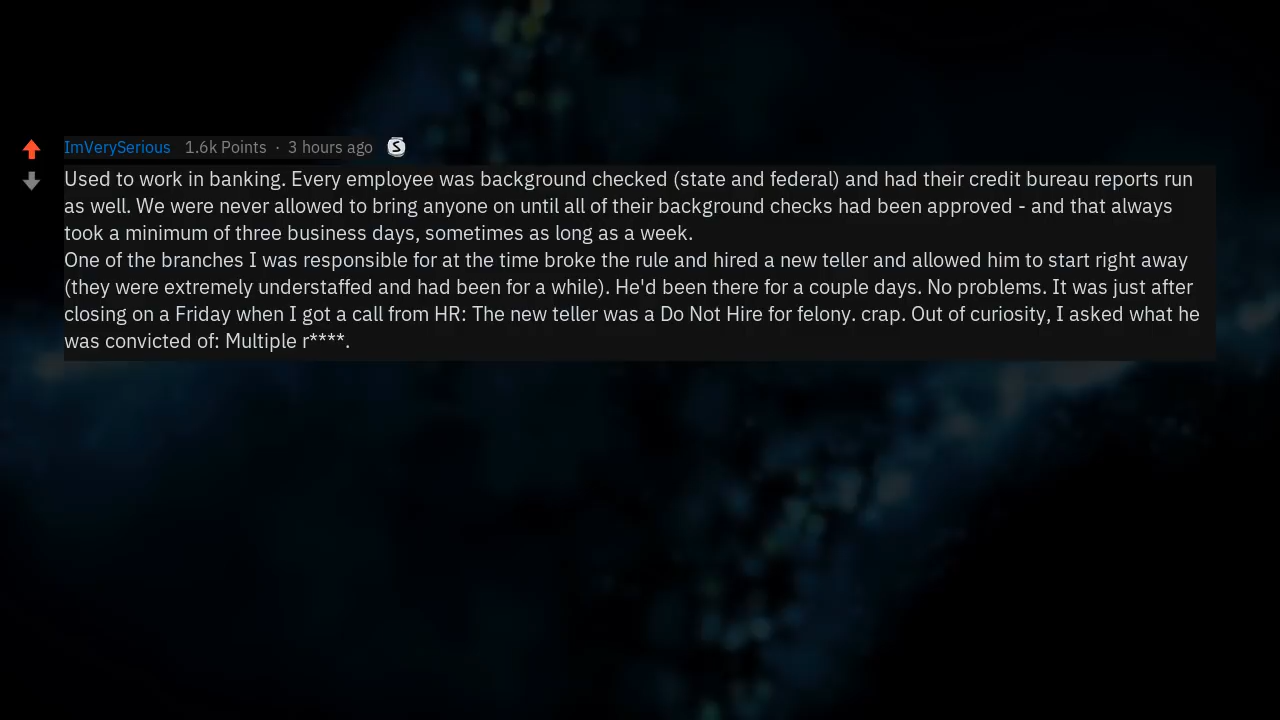 ImVerySerious 1.6k Points · 3 hours ago S
Used to work in banking. Every employee was background checked (state and federal) and had their credit bureau reports run
as well. We were never allowed to bring anyone on until all of their background checks had been approved - and that always
took a minimum of three business days, sometimes as long as a week.
One of the branches I was responsible for at the time broke the rule and hired a new teller and allowed him to start right away
(they were extremely understaffed and had been for a while). He'd been there for a couple days. No problems. It was just after
closing on a Friday when I got a call from HR: The new teller was a Do Not Hire for felony. crap. Out of curiosity, I asked what he
was convicted of: Multiple r****.